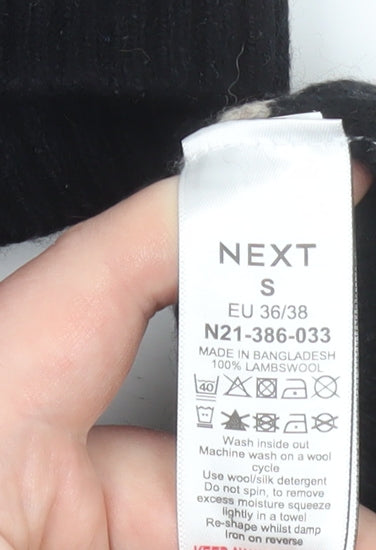 NEXT
S
EU 36/38
N21-386-033
MADE IN BANGLADESH
100% LAMBSWOOL
40
Wash inside out
Machine wash on a wool
cycle
Use wool/silk detergent
Do not spin, to remove
excess moisture squeeze
lightly in a towel
Re-shape whilst damp
Iron on reverse